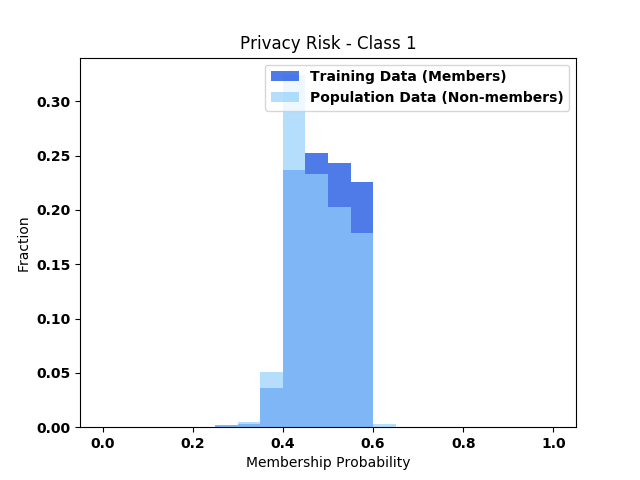 Privacy Risk - Class 1
Training Data (Members)
Population Data (Non-members)
0.30
0.25
0.20
0.15
0.10
0.05
0.00
Fraction
0.0 0.2 0.4 0.6 0.8 1.0
Membership Probability